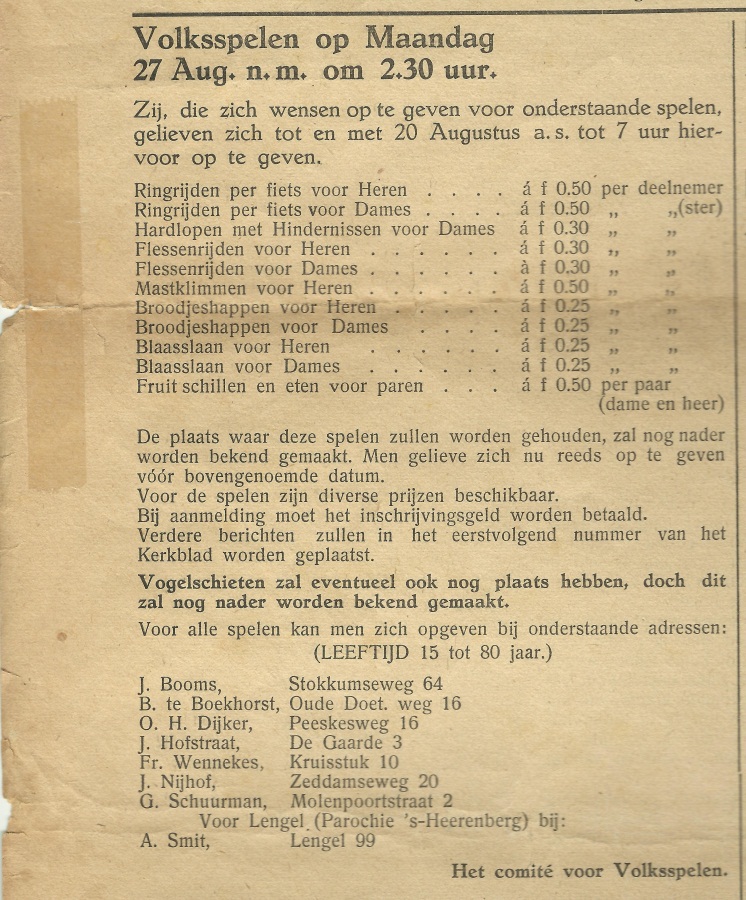 Volksspelen op Maandag
27 Aug. n.m. om 2.30 uur.
Zij, die zich wensen op te geven voor onderstaande spelen,
gelieven zich tot en met 20 Augustus a.s. tot 7 uur hier-
voor op te geven.
Ringrijden per fiets voor Heren . . . . á f 0.50 per deelnemer
Ringrijden per fiets voor Dames . . . . á f 0.50 „ „(ster)
Hardlopen met Hindernissen voor Dames á f 0.30 „ „
Flessenrijden voor Heren . . . . . . á f 0.30 „ „
Flessenrijden voor Dames . . . . . . à f 0.30 „ „
Mastklimmen voor Heren . . . . . . á f 0.50 „ „
Broodjeshappen voor Heren . . . . . á f 0.25 „ „
Broodjeshappen voor Dames . . . . á f 0.25 „ „
Blaasslaan voor Heren . . . . . . á f 0.25 „ „
Blaasslaan voor Dames . . . . . . á f 0.25 „ „
Fruit schillen en eten voor paren . . . á f 0.50 per paar
(dame en heer)
De plaats waar deze spelen zullen worden gehouden, zal nog nader
worden bekend gemaakt. Men gelieve zich nu reeds op te geven
vóór bovengenoemde datum.
Voor de spelen zijn diverse prijzen beschikbaar.
Bij aanmelding moet het inschrijvingsgeld worden betaald.
Verdere berichten zullen in het eerstvolgend nummer van het
Kerkblad worden geplaatst.
Vogelschieten zal eventueel ook nog plaats hebben, doch dit
zal nog nader worden bekend gemaakt.
Voor alle spelen kan men zich opgeven bij onderstaande adressen:
(LEEFTIJD 15 tot 80 jaar.)
J. Booms, Stokkumseweg 64
B. te Boekhorst, Oude Doet. weg 16
O. H. Dijker, Peeskesweg 16
J. Hofstraat, De Gaarde 3
Fr. Wennekes, Kruisstuk 10
J. Nijhof, Zeddamseweg 20
G. Schuurman, Molenpoortstraat 2
Voor Lengel (Parochie 's-Heerenberg) bij:
A. Smit, Lengel 99
Het comité voor Volksspelen.